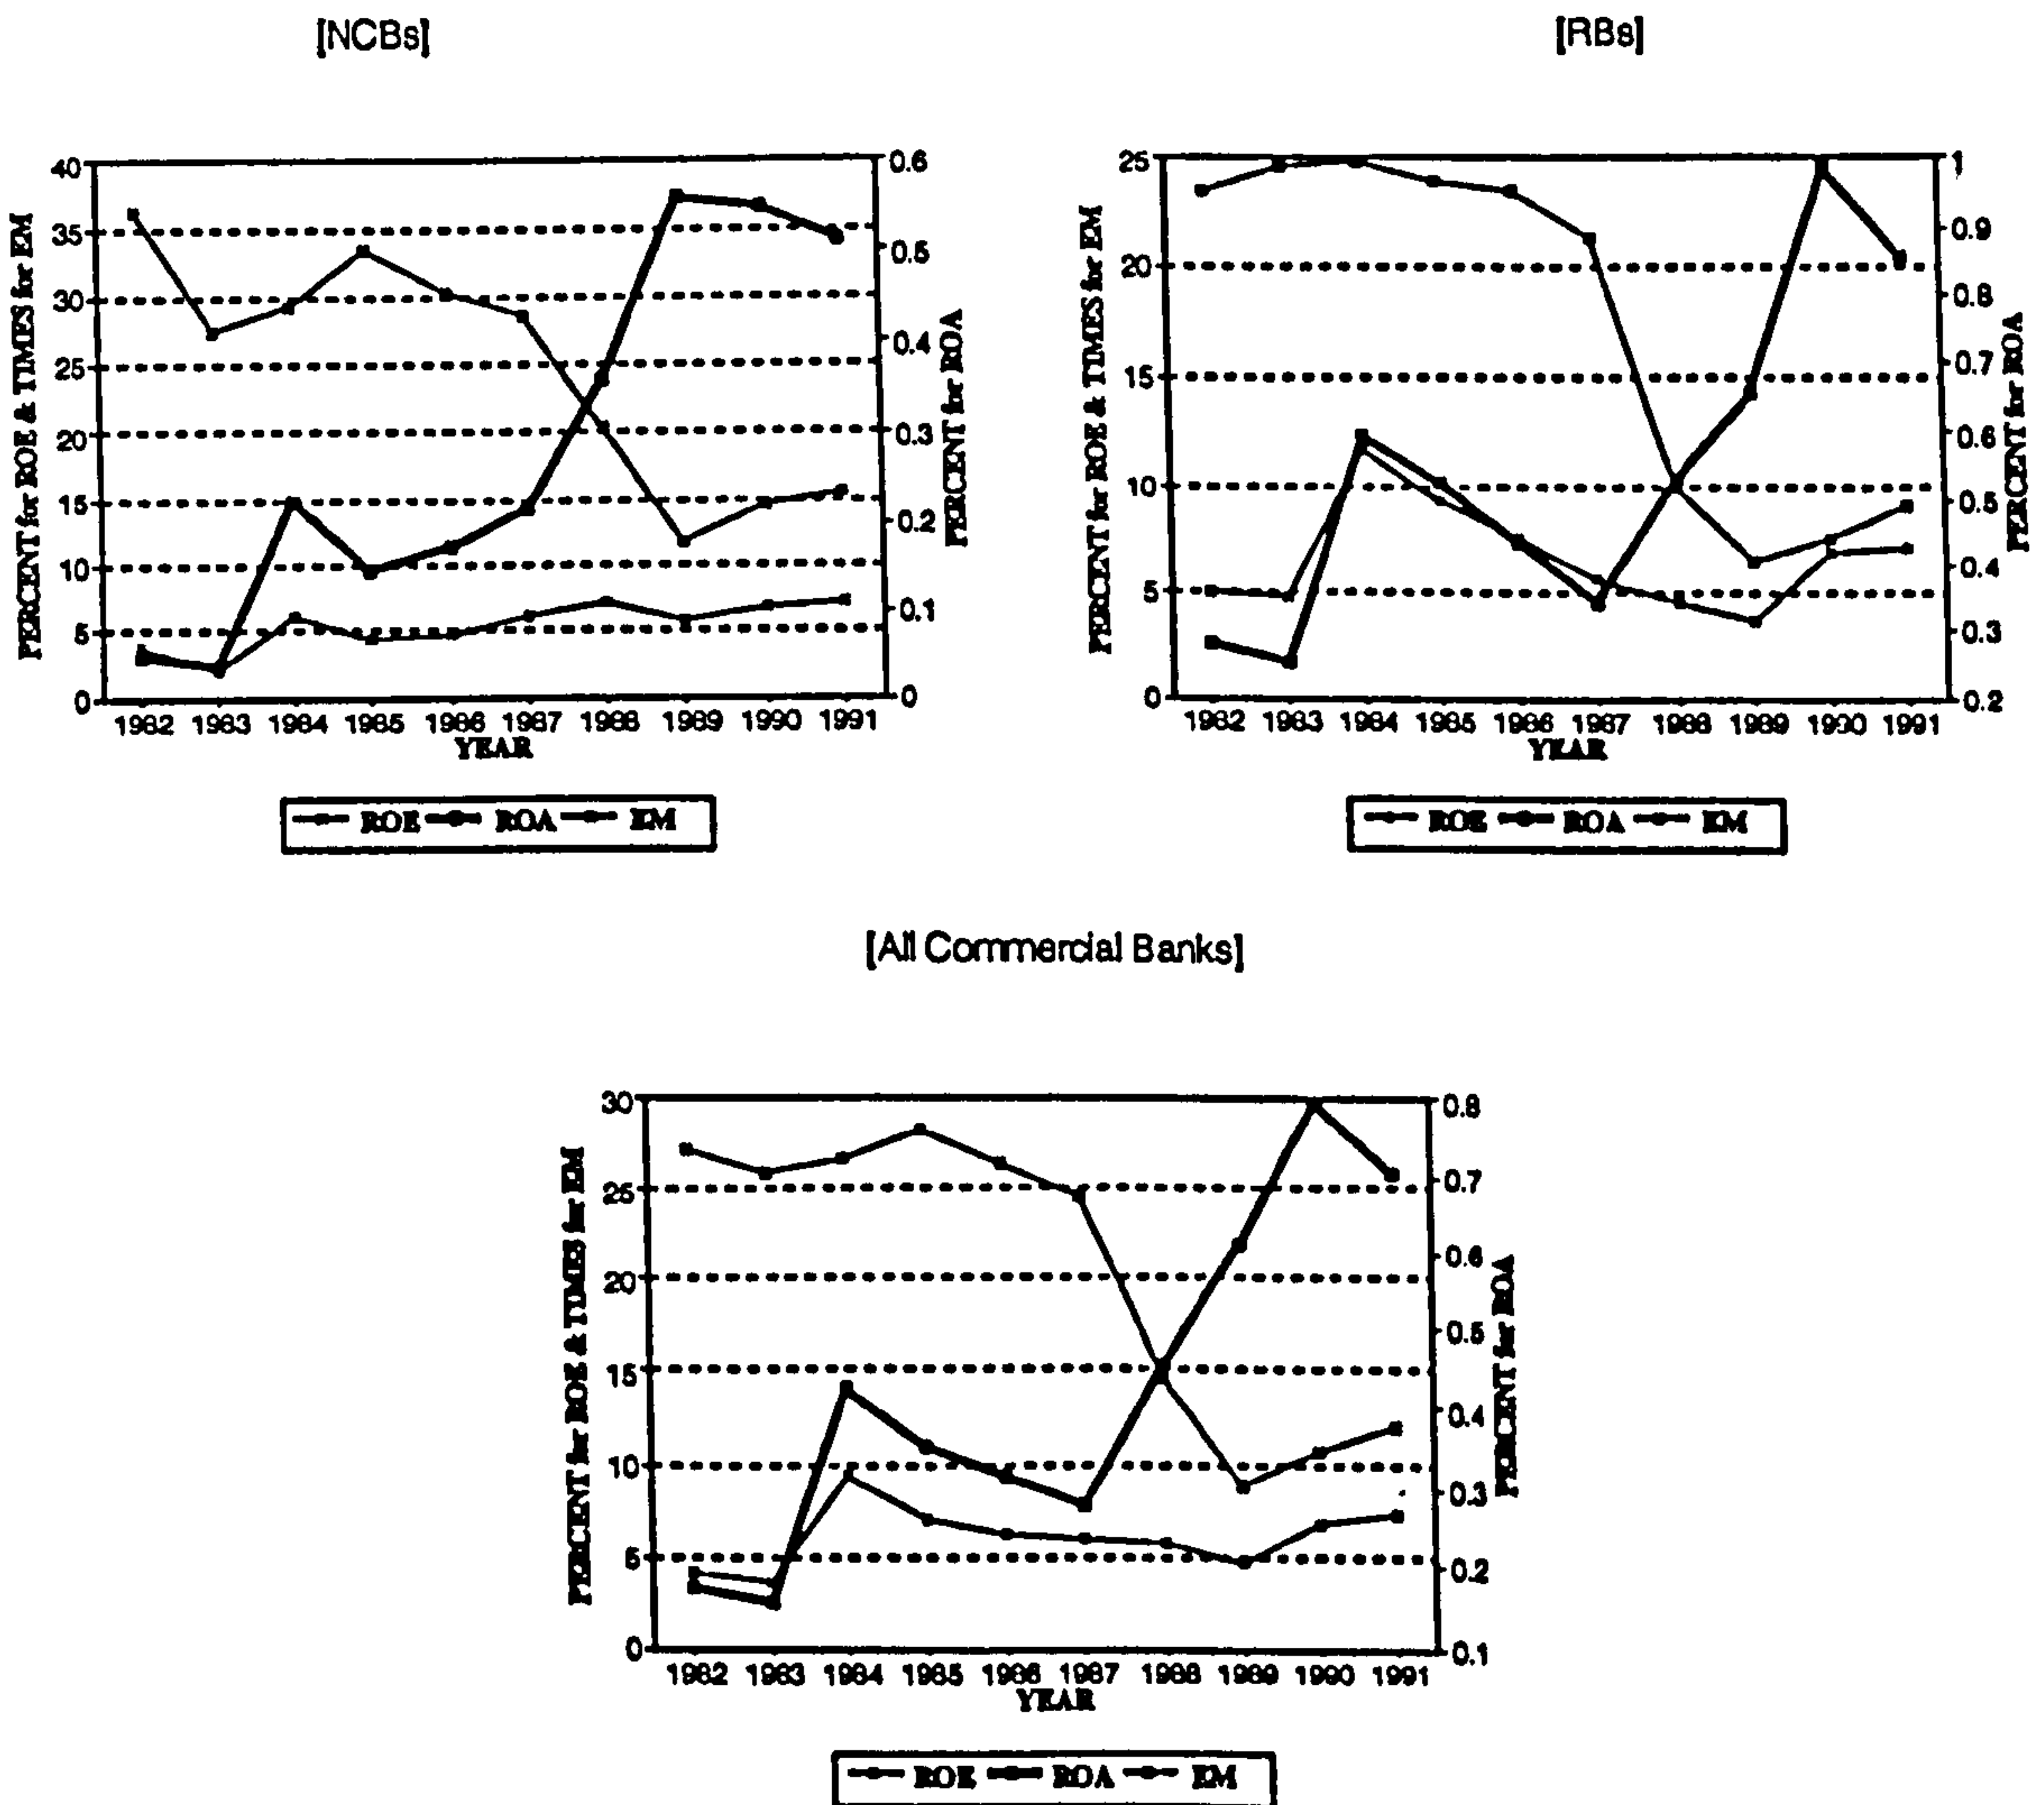 [NCBs]
[RBs]
PERCENT for ROE & TIMES for EM
40
35
30
25
20
15
10
5
0
0.6
0.5
0.4
0.3
0.2
0.1
0
PERCENT for ROA
1982 1983 1984 1985 1986 1987 1988 1989 1990 1991
YEAR
ROE ROA EM
PERCENT for ROE & TIMES for EM
25
20
15
10
5
0
1
0.9
0.8
0.7
0.6
0.5
0.4
0.3
0.2
PERCENT for ROA
1982 1983 1984 1985 1986 1987 1988 1989 1990 1991
YEAR
ROE ROA EM
[All Commercial Banks]
PERCENT for ROE & TIMES for EM
30
25
20
15
10
5
0
0.8
0.7
0.6
0.5
0.4
0.3
0.2
0.1
PERCENT for ROA
1982 1983 1984 1985 1986 1987 1988 1989 1990 1991
YEAR
ROE ROA EM